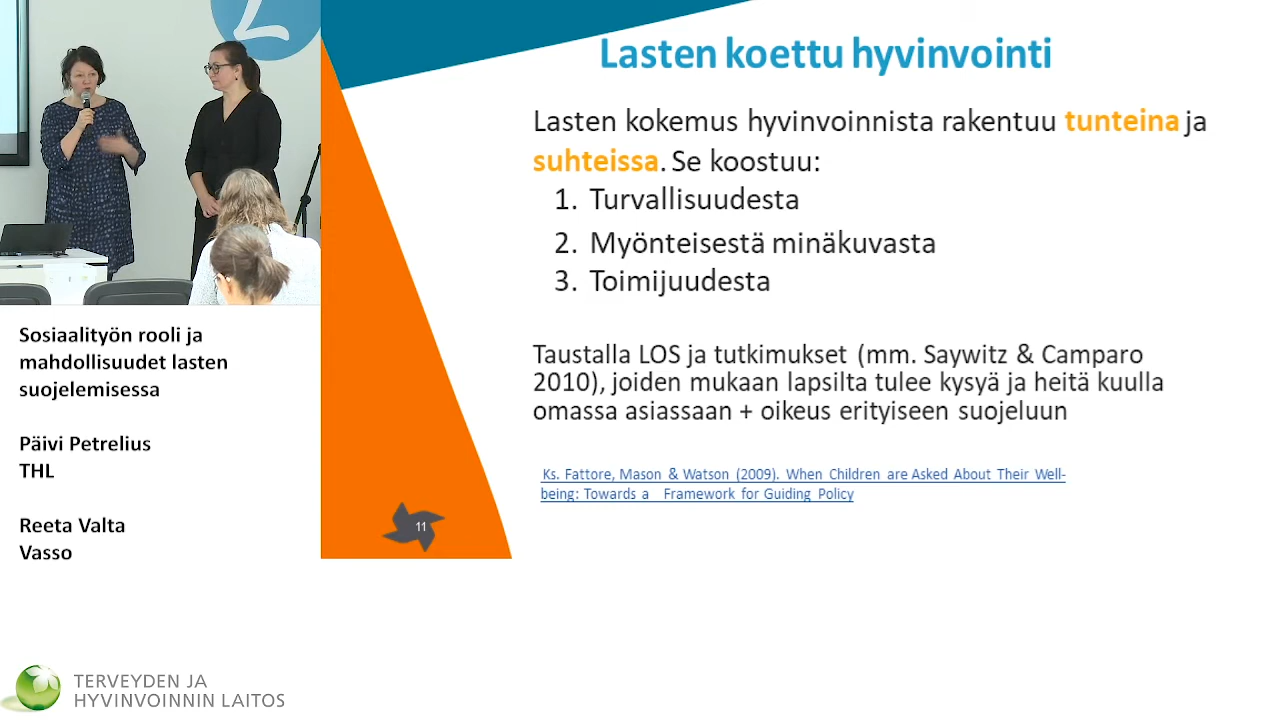 Lasten koettu hyvinvointi
Lasten kokemus hyvinvoinnista rakentuu tunteina ja
suhteissa. Se koostuu:
1. Turvallisuudesta
2. Myönteisestä minäkuvasta
3. Toimijuudesta
Taustalla LOS ja tutkimukset (mm. Saywitz & Camparo
2010), joiden mukaan lapsilta tulee kysyä ja heitä kuulla
omassa asiassaan + oikeus erityiseen suojeluun
Ks. Fattore, Mason & Watson (2009). When Children are Asked About Their Well-
being: Towards a Framework for Guiding Policy
11
Sosiaalityön rooli ja
mahdollisuudet lasten
suojelemisessa
Päivi Petrelius
THL
Reeta Valta
Vasso
TERVEYDEN JA
HYVINVOINNIN LAITOS